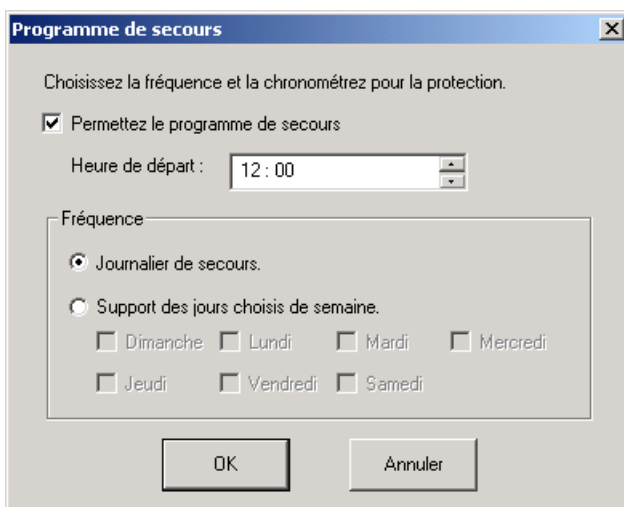 Programme de secours
Choisissez la fréquence et la chronométrez pour la protection.
Permettez le programme de secours
Heure de départ : 12 : 00
Fréquence
Journalier de secours.
Support des jours choisis de semaine.
Dimanche Lundi Mardi Mercredi
Jeudi Vendredi Samedi
OK Annuler